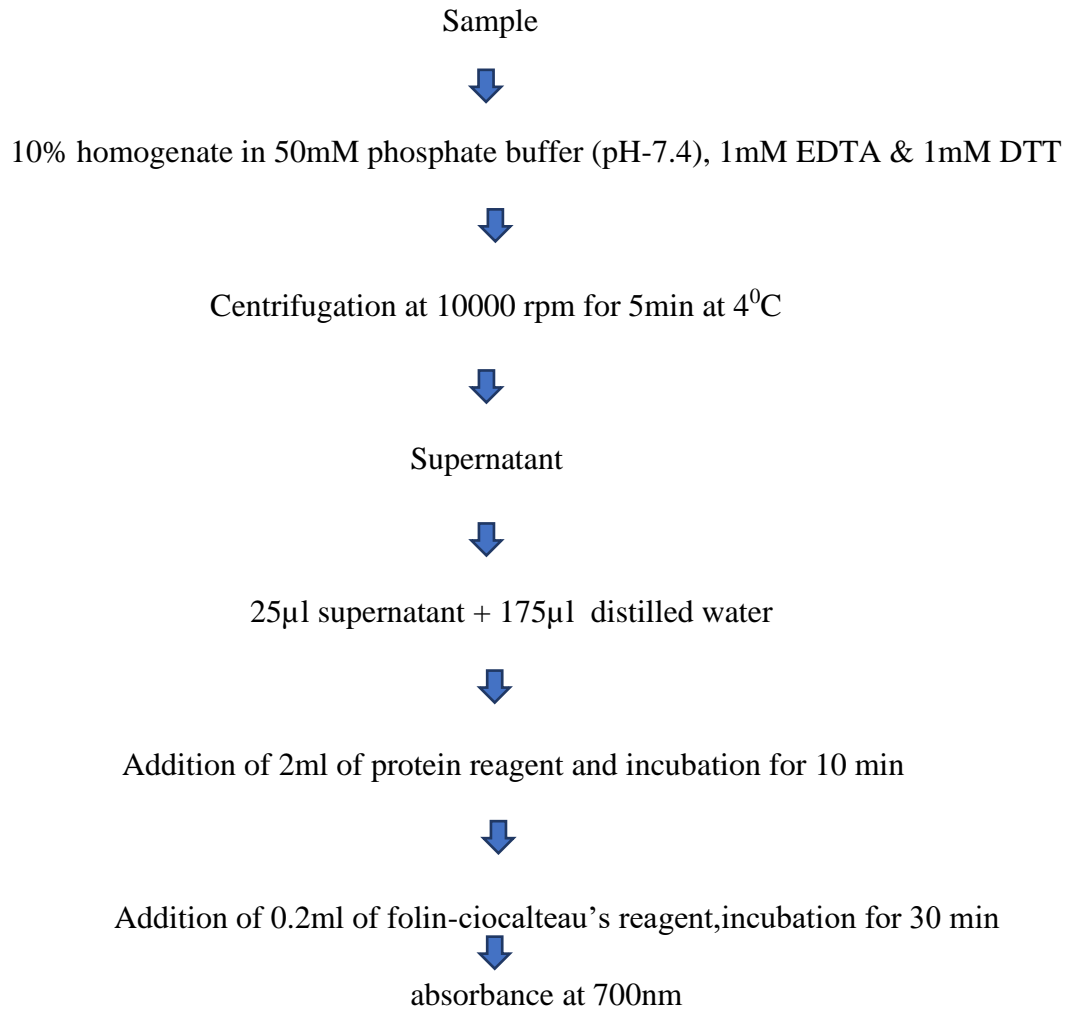 Sample
10% homogenate in 50mM phosphate buffer (pH-7.4), 1mM EDTA & 1mM DTT
Centrifugation at 10000 rpm for 5min at 4⁰C
Supernatant
25µl supernatant + 175µl distilled water
Addition of 2ml of protein reagent and incubation for 10 min
Addition of 0.2ml of folin-ciocalteau’s reagent,incubation for 30 min
absorbance at 700nm